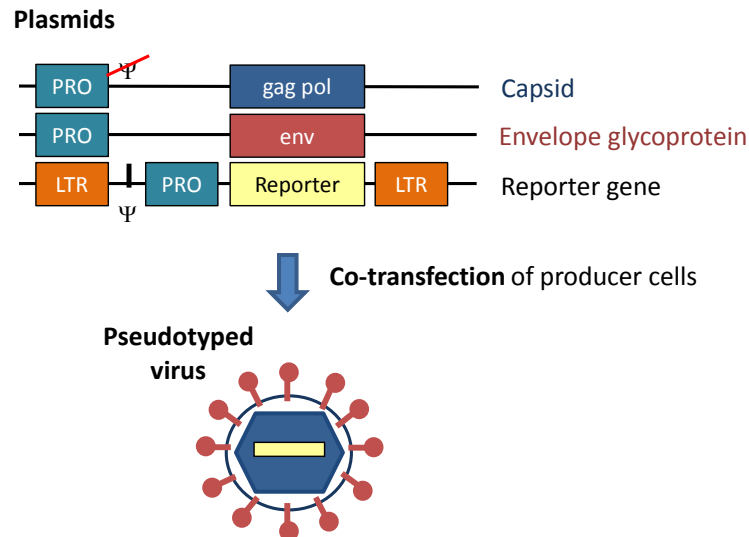 Plasmids
Ψ
PRO gag pol Capsid
PRO env Envelope glycoprotein
LTR PRO Reporter LTR Reporter gene
Ψ
Co-transfection of producer cells
Pseudotyped
virus